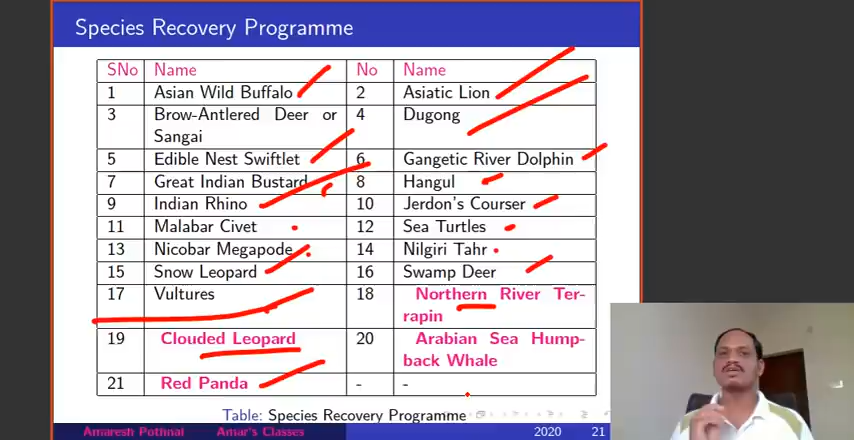 Species Recovery Programme
SNo Name No Name
1 Asian Wild Buffalo 2 Asiatic Lion
3 Brow-Antlered Deer or 4 Dugong
Sangai
5 Edible Nest Swiftlet 6 Gangetic River Dolphin
7 Great Indian Bustard 8 Hangul
9 Indian Rhino 10 Jerdon's Courser
11 Malabar Civet 12 Sea Turtles
13 Nicobar Megapode 14 Nilgiri Tahr
15 Snow Leopard 16 Swamp Deer
17 Vultures 18 Northern River Ter-
rapin
19 Clouded Leopard 20 Arabian Sea Hump-
back Whale
21 Red Panda - -
Table: Species Recovery Programme
Amaresh Amar's Classes 2020 21